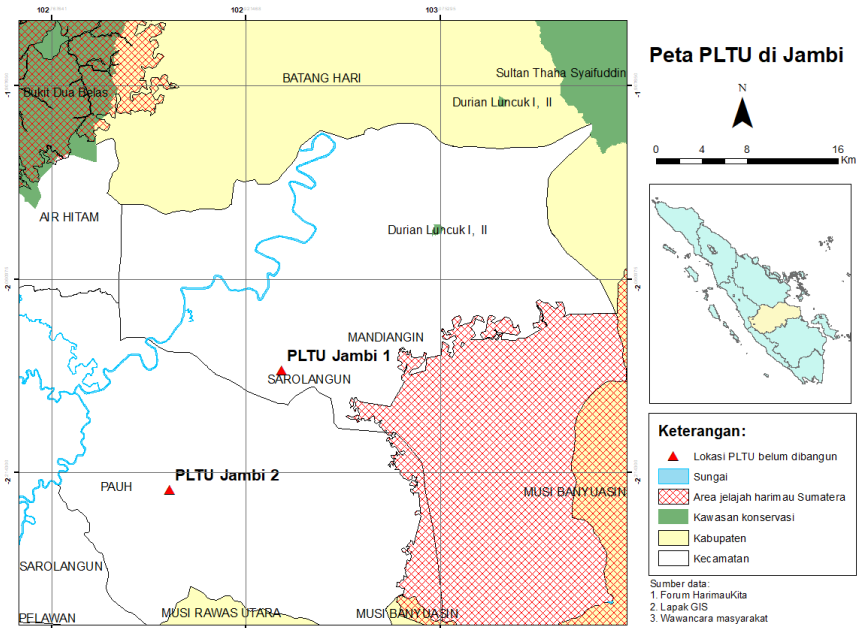 102
102
103
Peta PLTU di Jambi
BATANG HARI
Sultan Thaha Syaifuddin
Bukit Dua Belas
Durian Luncuk I, II
-1
-1
N
0 4 8 16
Km
AIR HITAM
Durian Luncuk I, II
-2
-2
MANDIANGIN
PLTU Jambi 1
SAROLANGUN
PLTU Jambi 2
PAUH
MUSI BANYUASIN
-2
-2
SAROLANGUN
MUSI RAWAS UTARA
MUSI BANYUASIN
PELAWAN
Keterangan:
Lokasi PLTU belum dibangun
Sungai
Area jelajah harimau Sumatera
Kawasan konservasi
Kabupaten
Kecamatan
Sumber data:
1. Forum HarimauKita
2. Lapak GIS
3. Wawancara masyarakat